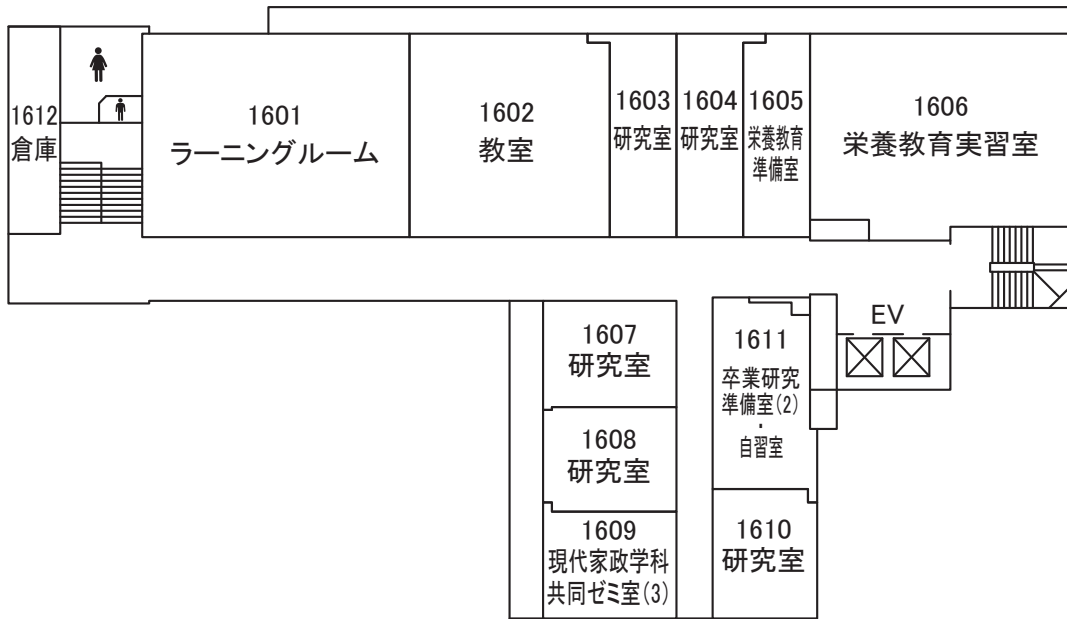 1612
倉庫
1601
ラーニングルーム
1602
教室
1603
研究室
1604
研究室
1605
栄養教育
準備室
1606
栄養教育実習室
EV
1607
研究室
1608
研究室
1609
現代家政学科
共同ゼミ室(3)
1611
卒業研究
準備室(2)
・
自習室
1610
研究室